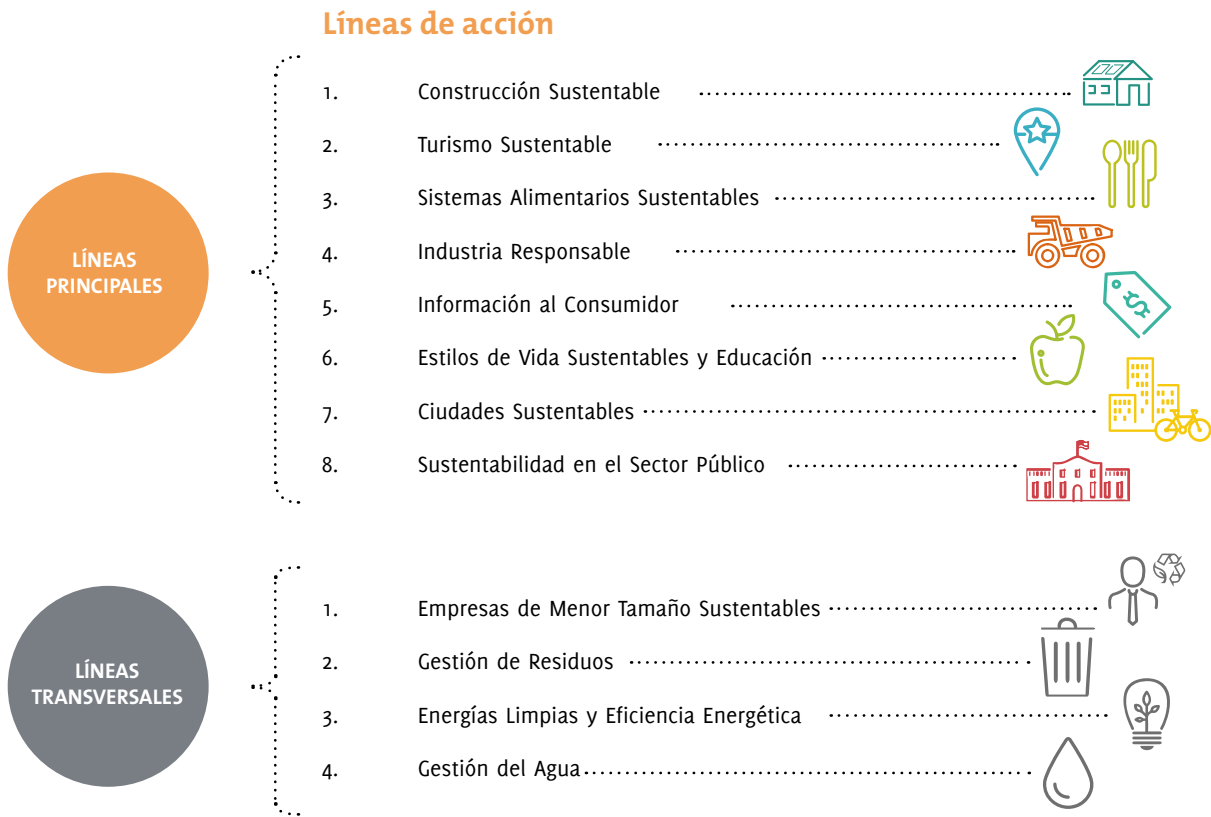 Líneas de acción
LÍNEAS
PRINCIPALES
1. Construcción Sustentable
2. Turismo Sustentable
3. Sistemas Alimentarios Sustentables
4. Industria Responsable
5. Información al Consumidor
6. Estilos de Vida Sustentables y Educación
7. Ciudades Sustentables
8. Sustentabilidad en el Sector Público
LÍNEAS
TRANSVERSALES
1. Empresas de Menor Tamaño Sustentables
2. Gestión de Residuos
3. Energías Limpias y Eficiencia Energética
4. Gestión del Agua